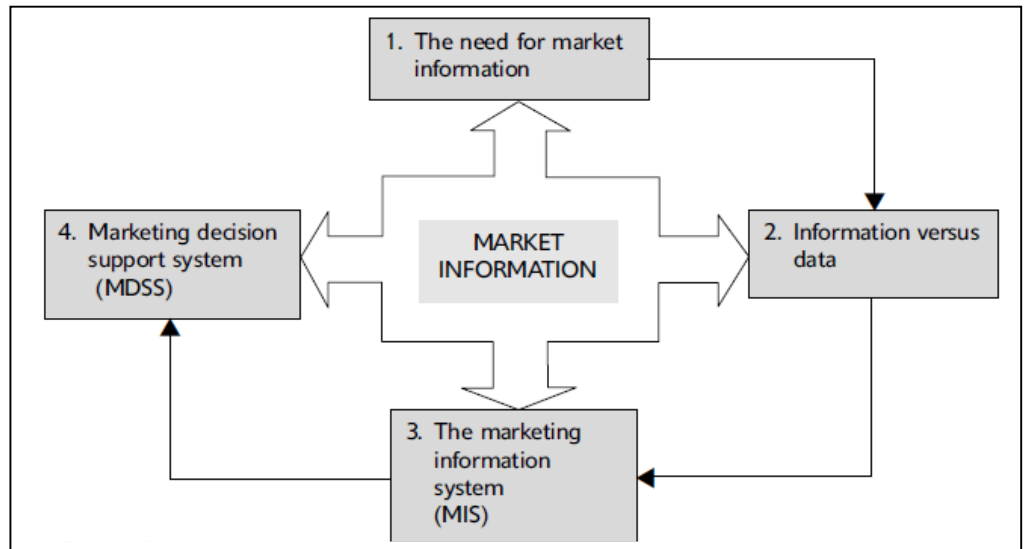 1. The need for market
information
4. Marketing decision
support system
(MDSS)
MARKET
INFORMATION
2. Information versus
data
3. The marketing
information
system
(MIS)